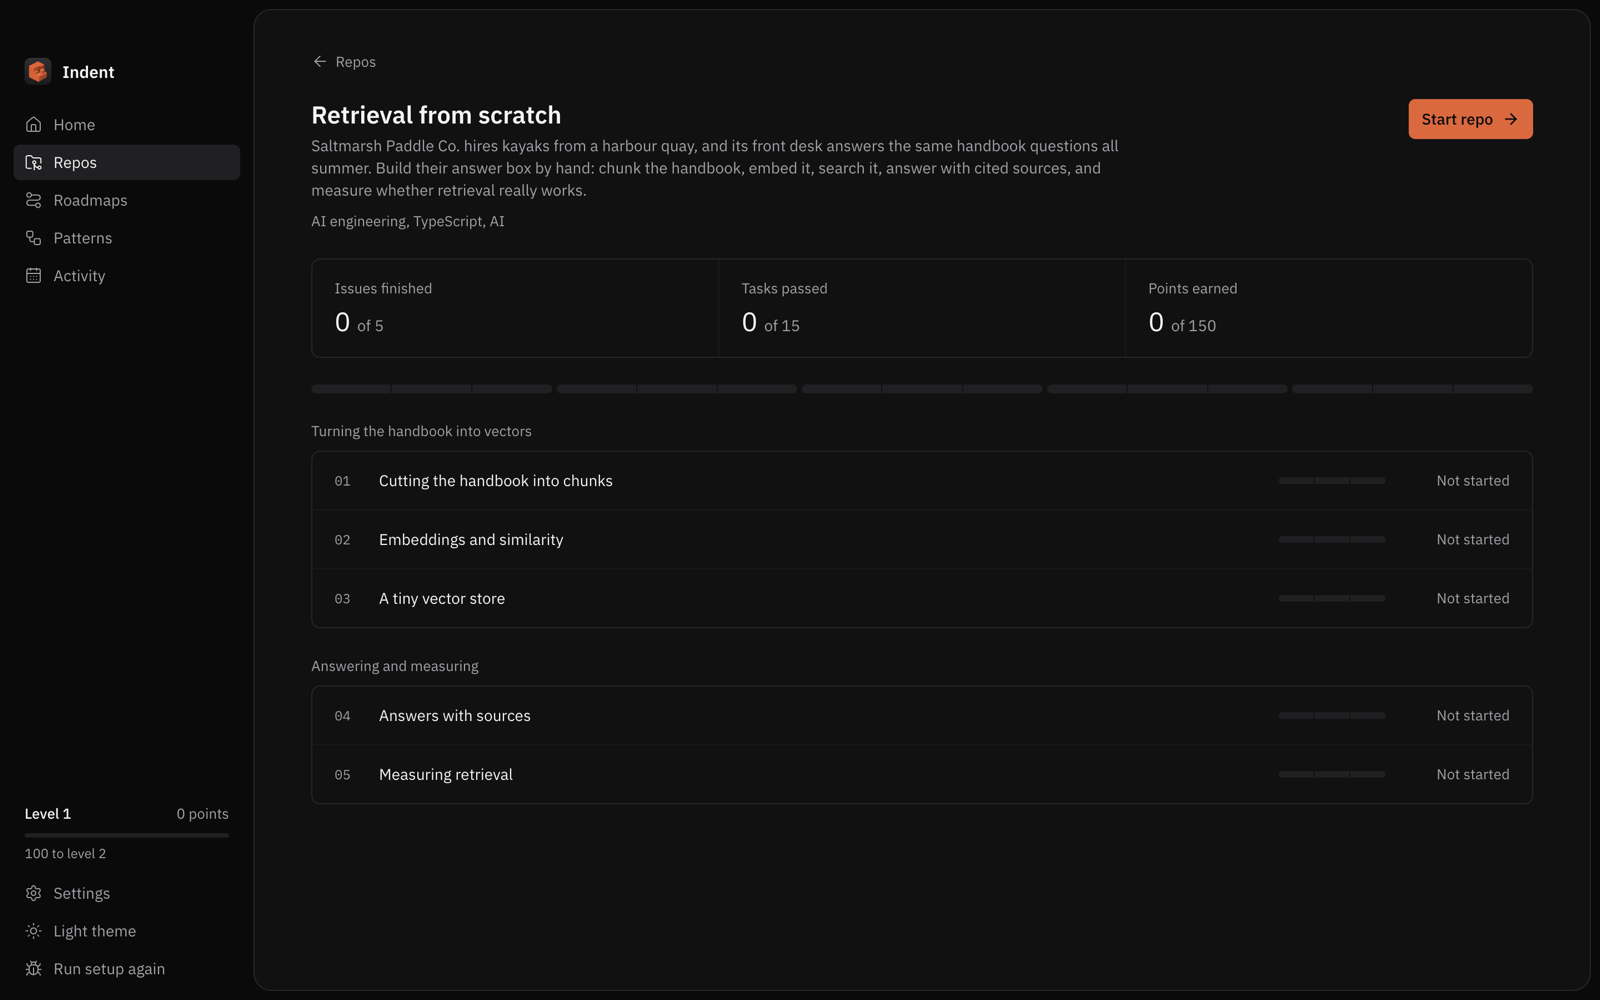 Indent
Home
Repos
Roadmaps
Patterns
Activity
Level 1
0 points
100 to level 2
Settings
Light theme
Run setup again
Repos
Retrieval from scratch
Start repo
Saltmarsh Paddle Co. hires kayaks from a harbour quay, and its front desk answers the same handbook questions all
summer. Build their answer box by hand: chunk the handbook, embed it, search it, answer with cited sources, and
measure whether retrieval really works.
AI engineering, TypeScript, AI
Issues finished
0 of 5
Tasks passed
0 of 15
Points earned
0 of 150
Turning the handbook into vectors
01 Cutting the handbook into chunks Not started
02 Embeddings and similarity Not started
03 A tiny vector store Not started
Answering and measuring
04 Answers with sources Not started
05 Measuring retrieval Not started